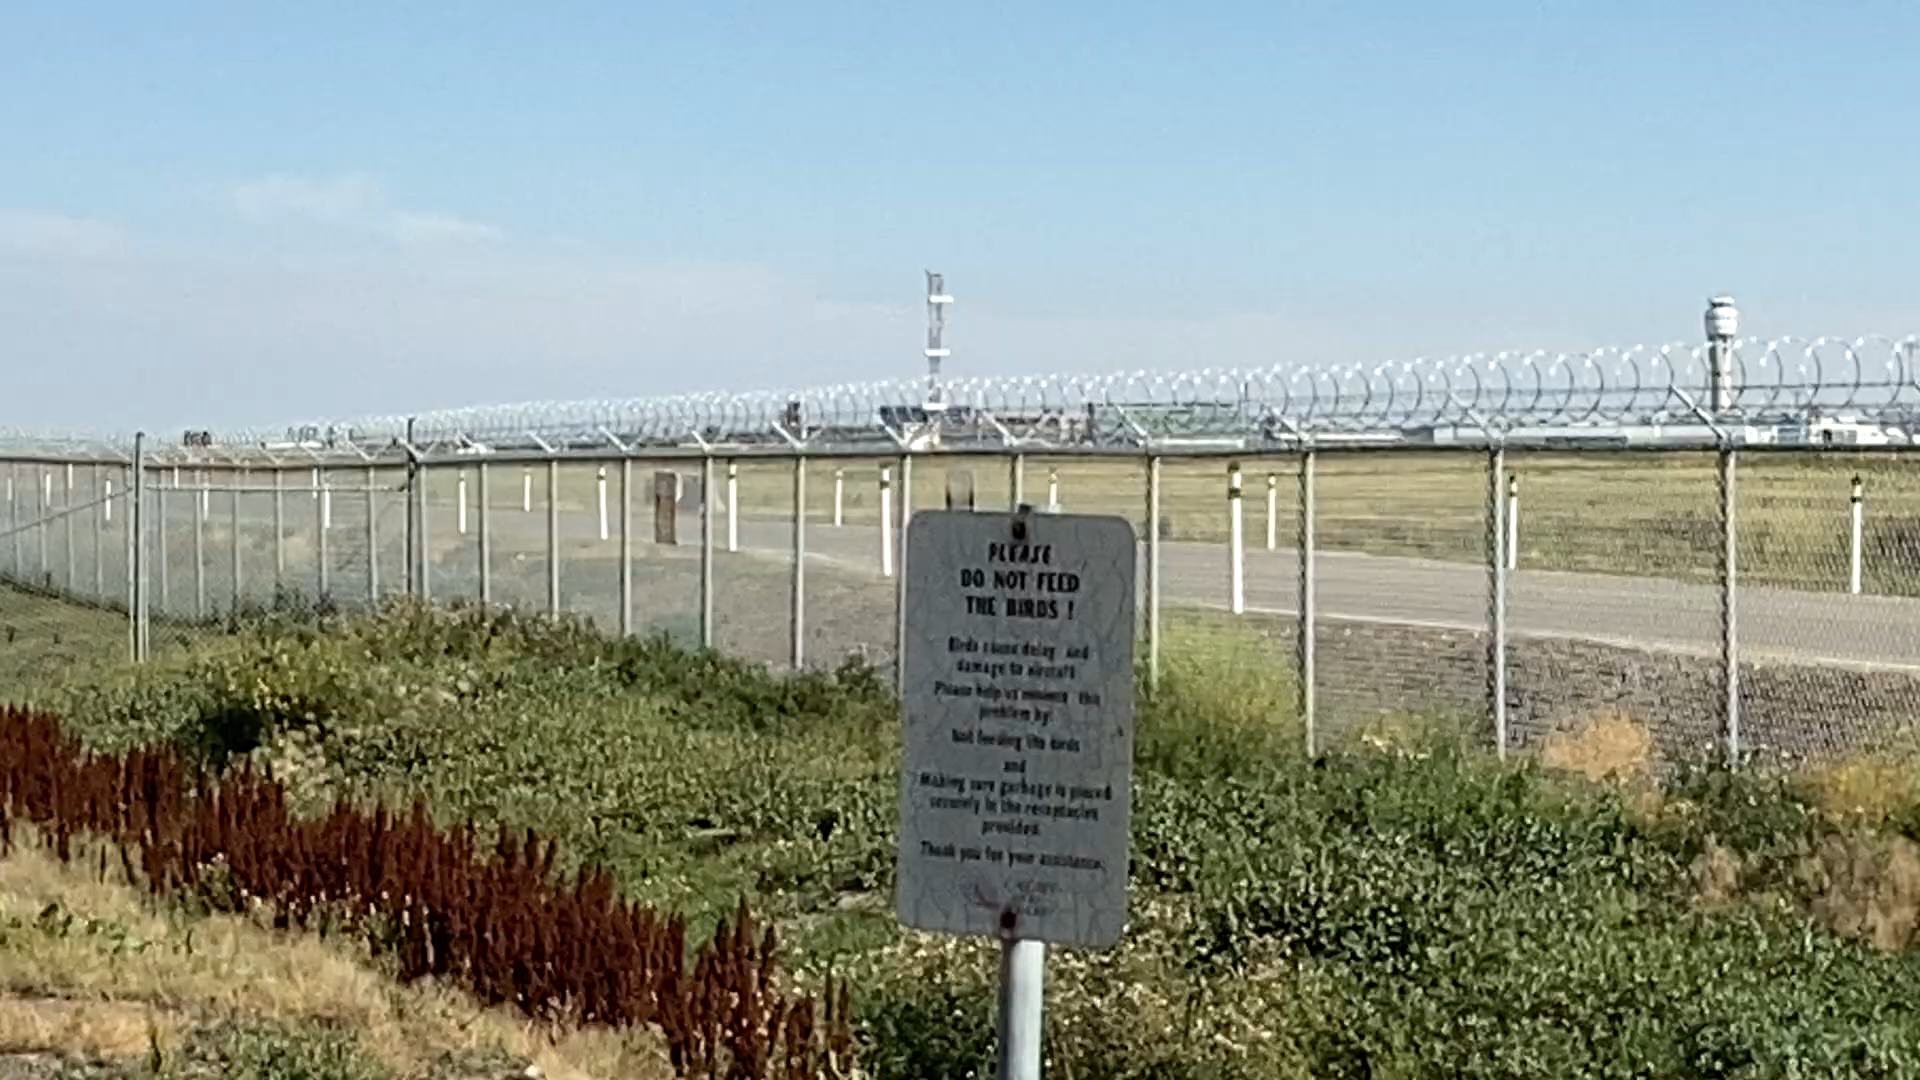 PLEASE
DO NOT FEED
THE BIRDS !
Birds cause delay and
damage to aircraft
Please help us minimize this
problem by:
Not feeding the birds
and
Making sure garbage is placed
securely in the receptacles
provided.
Thank you for your assistance.